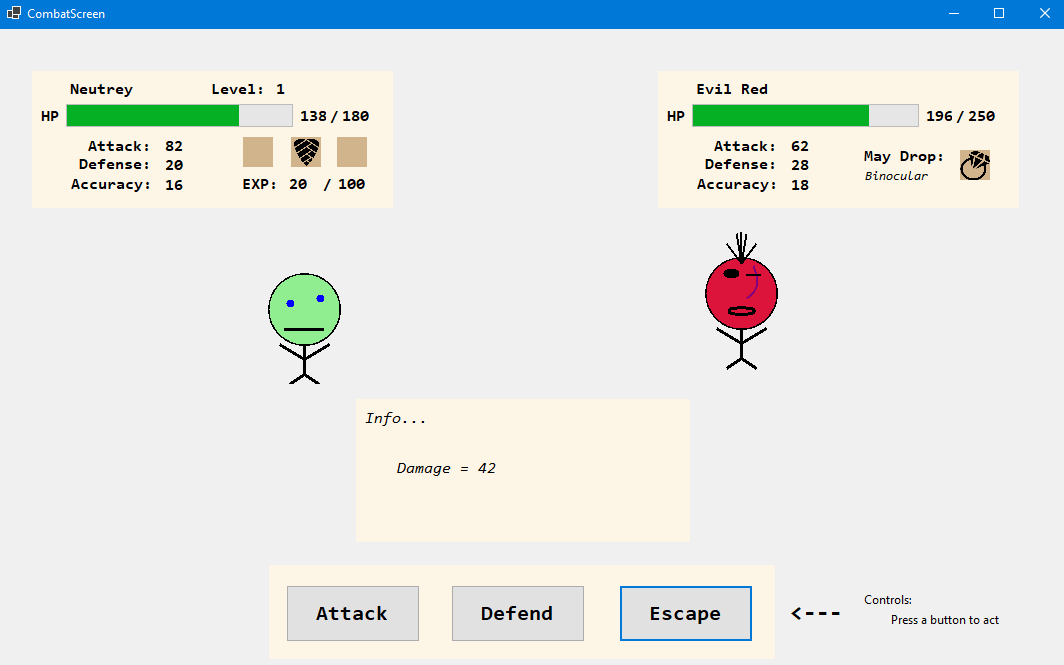 CombatScreen
Neutrey Level: 1
HP 138 / 180
Attack: 82
Defense: 20
Accuracy: 16
EXP: 20 / 100
Evil Red
HP 196 / 250
Attack: 62
Defense: 28
Accuracy: 18
May Drop:
Binocular
Info...
Damage = 42
Attack Defend Escape <---
Controls:
Press a button to act